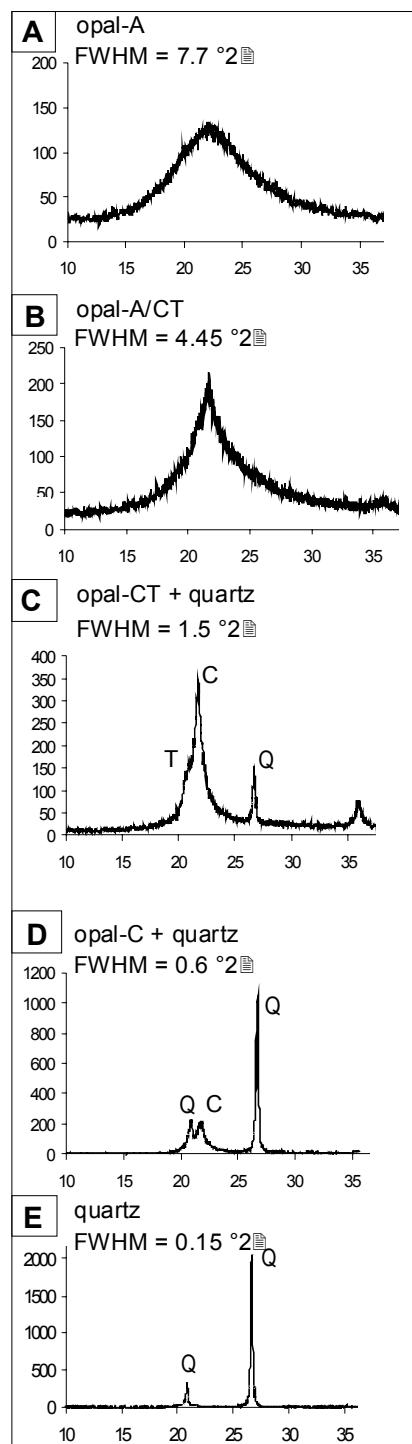 A opal-A
FWHM = 7.7 °2
200
150
100
50
0
10 15 20 25 30 35
B opal-A/CT
FWHM = 4.45 °2
250
200
150
100
50
0
10 15 20 25 30 35
C opal-CT + quartz
FWHM = 1.5 °2
400
350
300
250
200
150
100
50
0
C
T
Q
10 15 20 25 30 35
D opal-C + quartz
FWHM = 0.6 °2
1200
1000
800
600
400
200
0
Q
Q C
10 15 20 25 30 35
E quartz
FWHM = 0.15 °2
2000
1500
1000
500
0
Q
Q
10 15 20 25 30 35